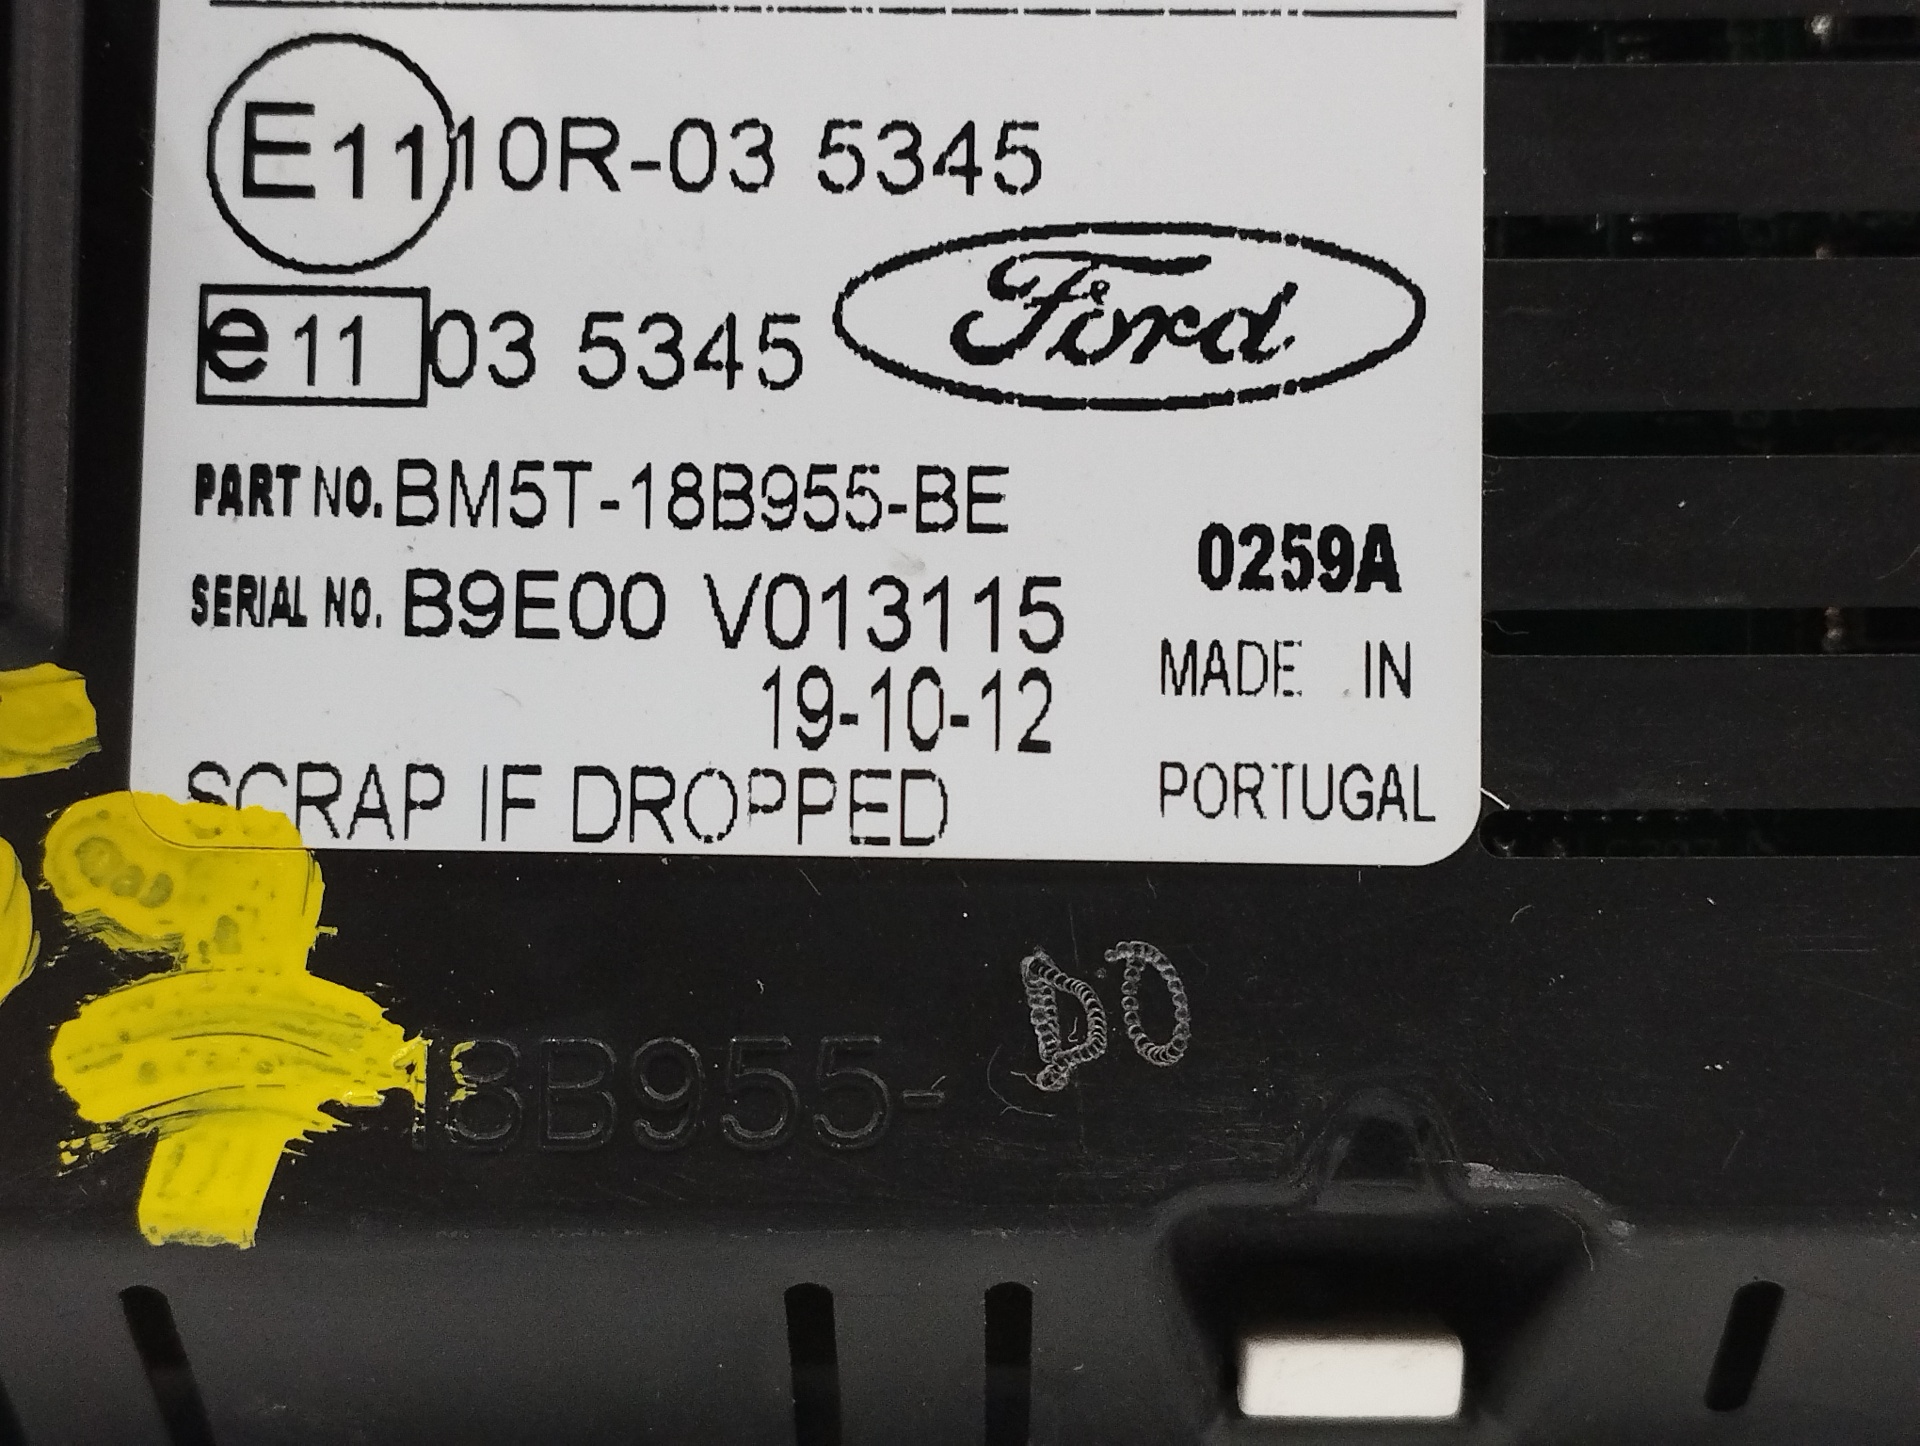 E11 10R-03 5345
e11 03 5345
Ford
PART NO. BM5T-18B955-BE
0259A
SERIAL NO. B9E00 V013115
MADE IN
19-10-12
SCRAP IF DROPPED
PORTUGAL
18B955-